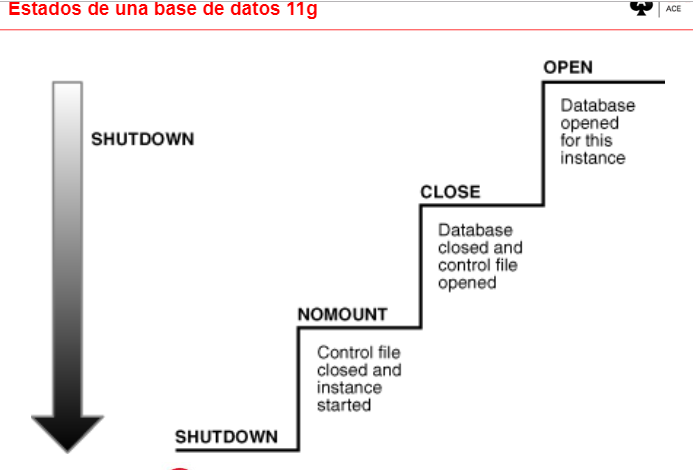 Estados de una base de datos 11g
ACE
OPEN
Database
opened
for this
instance
SHUTDOWN
CLOSE
Database
closed and
control file
opened
NOMOUNT
Control file
closed and
instance
started
SHUTDOWN